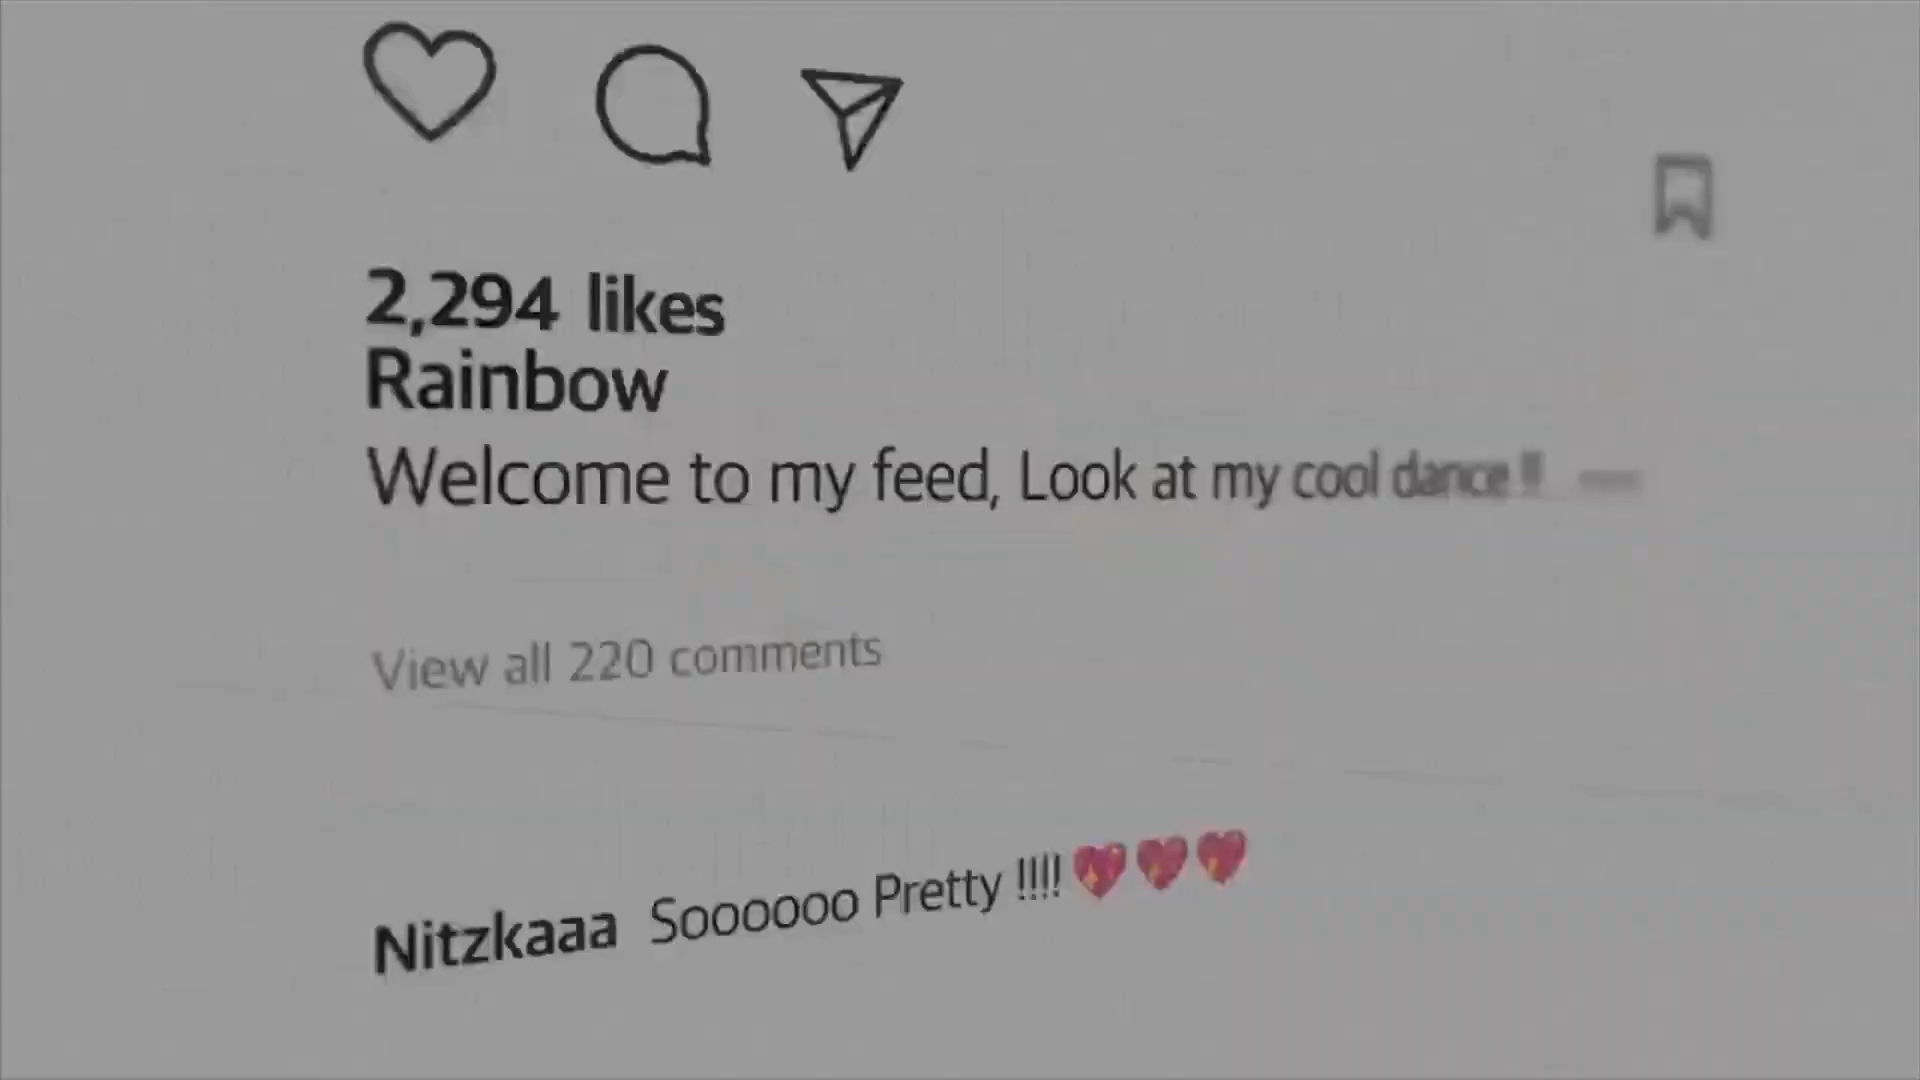 2,294 likes
Rainbow
Welcome to my feed, Look at my cool dance !!
View all 220 comments
Nitzkaaa Soooooo Pretty !!!! 💖💖💖